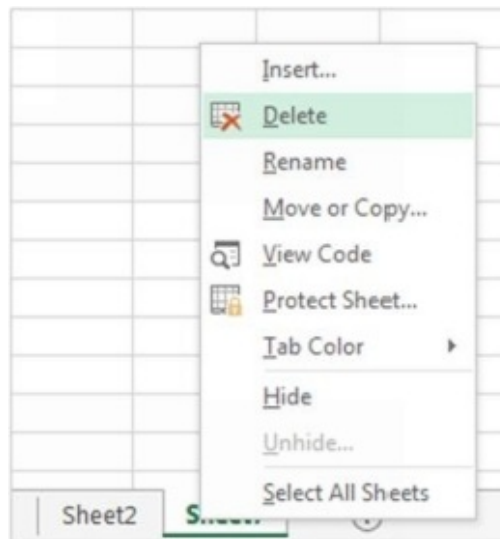 Insert...
Delete
Rename
Move or Copy...
View Code
Protect Sheet...
Tab Color
Hide
Unhide...
Select All Sheets
Sheet2